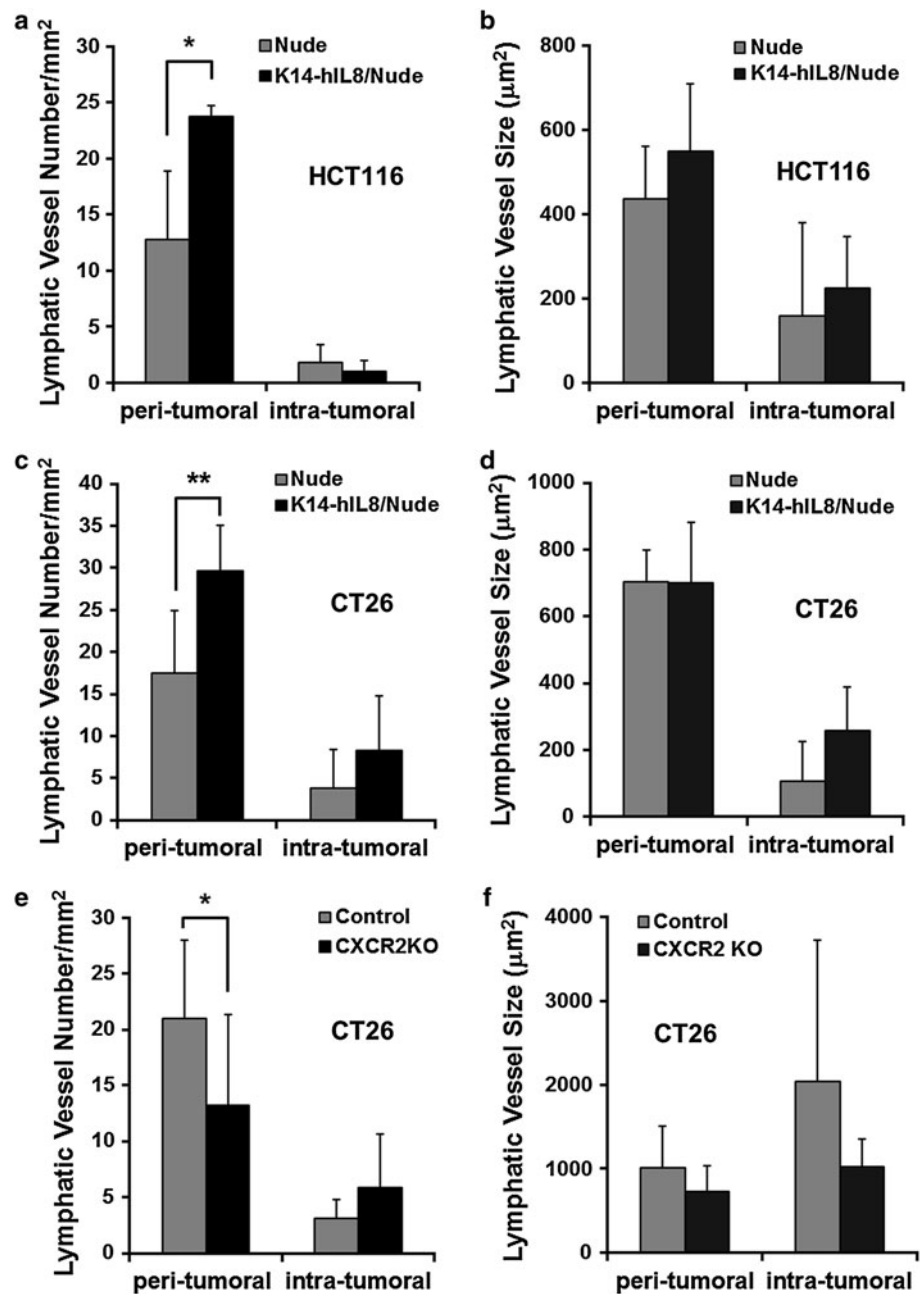 a
Lymphatic Vessel Number/mm²
30
25
20
15
10
5
0
*
Nude
K14-hIL8/Nude
HCT116
peri-tumoral intra-tumoral
b
Lymphatic Vessel Size (μm²)
800
600
400
200
0
Nude
K14-hIL8/Nude
HCT116
peri-tumoral intra-tumoral
c
Lymphatic Vessel Number/mm²
40
35
30
25
20
15
10
5
0
**
Nude
K14-hIL8/Nude
CT26
peri-tumoral intra-tumoral
d
Lymphatic Vessel Size (μm²)
1000
800
600
400
200
0
Nude
K14-hIL8/Nude
CT26
peri-tumoral intra-tumoral
e
Lymphatic Vessel Number/mm²
30
25
20
15
10
5
0
*
Control
CXCR2KO
CT26
peri-tumoral intra-tumoral
f
Lymphatic Vessel Size (μm²)
4000
3000
2000
1000
0
Control
CXCR2 KO
CT26
peri-tumoral intra-tumoral